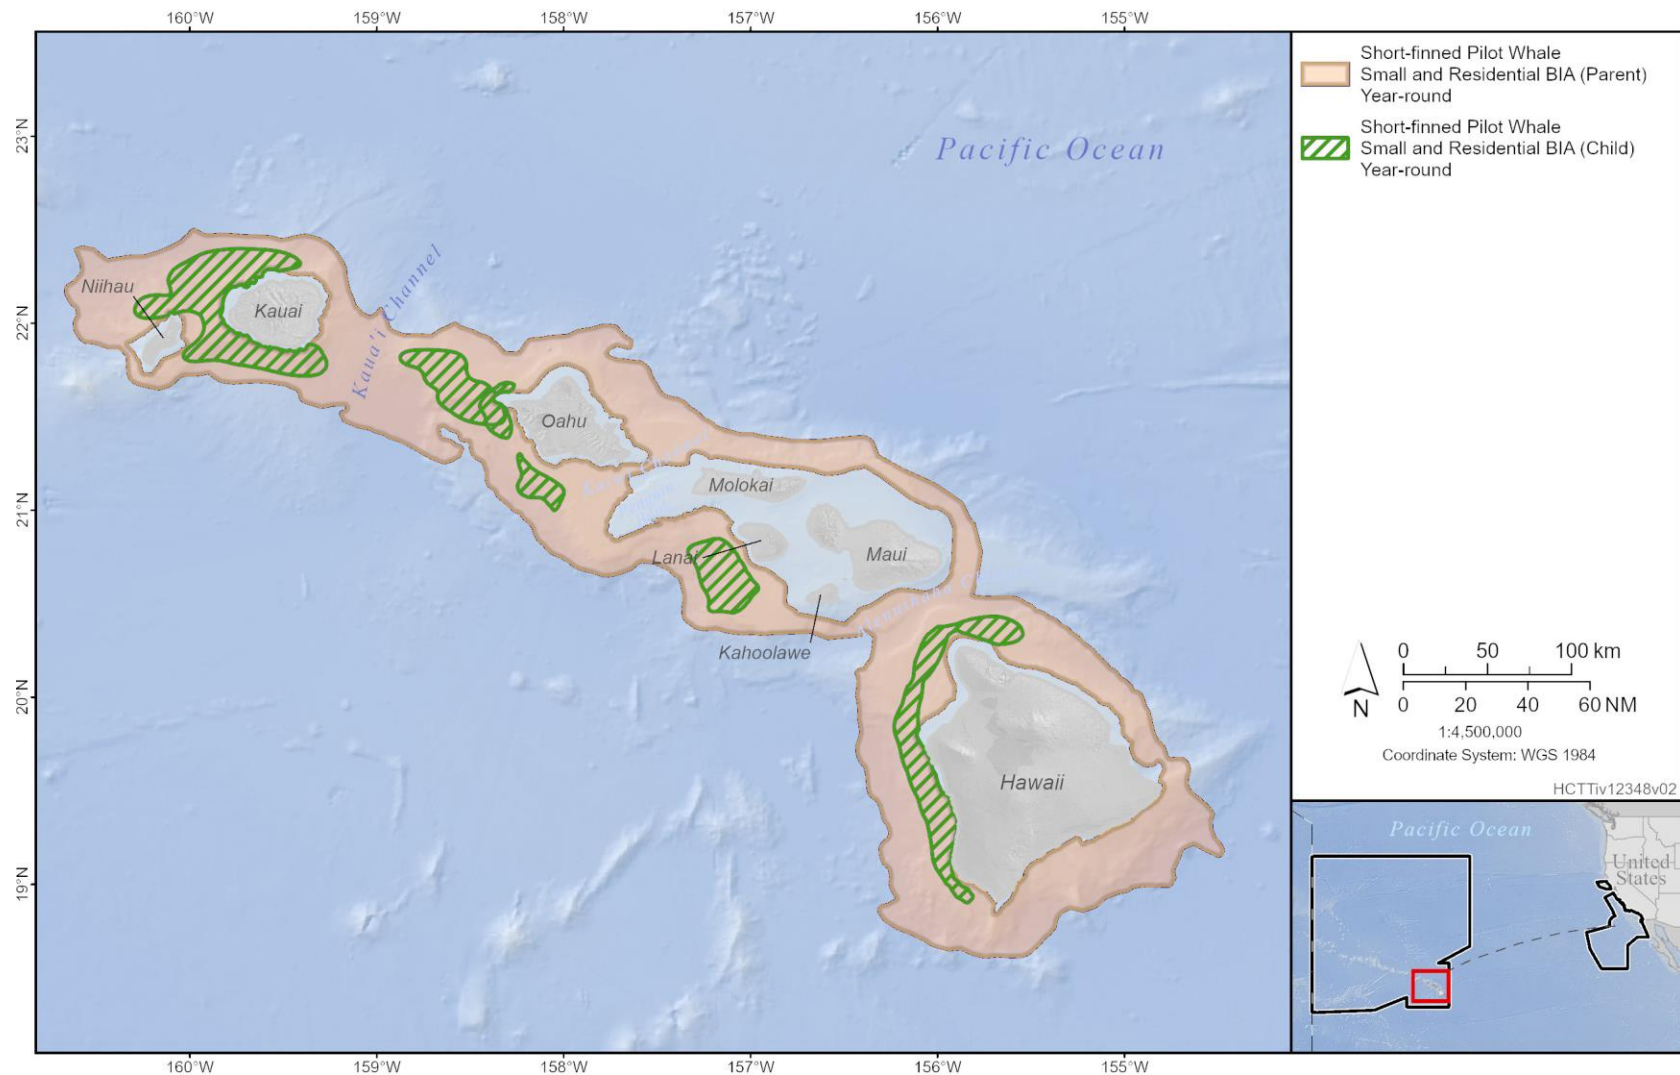 160°W 159°W 158°W 157°W 156°W 155°W
23°N
22°N
21°N
20°N
19°N
Pacific Ocean
Kaua'i Channel
Niihau
Kauai
Oahu
Molokai
Lanai
Maui
Kahoolawe
Hawaii
160°W 159°W 158°W 157°W 156°W 155°W
Short-finned Pilot Whale
Small and Residential BIA (Parent)
Year-round
Short-finned Pilot Whale
Small and Residential BIA (Child)
Year-round
N
0 50 100 km
0 20 40 60 NM
1:4,500,000
Coordinate System: WGS 1984
HCTTiv12348v02
Pacific Ocean
United
States